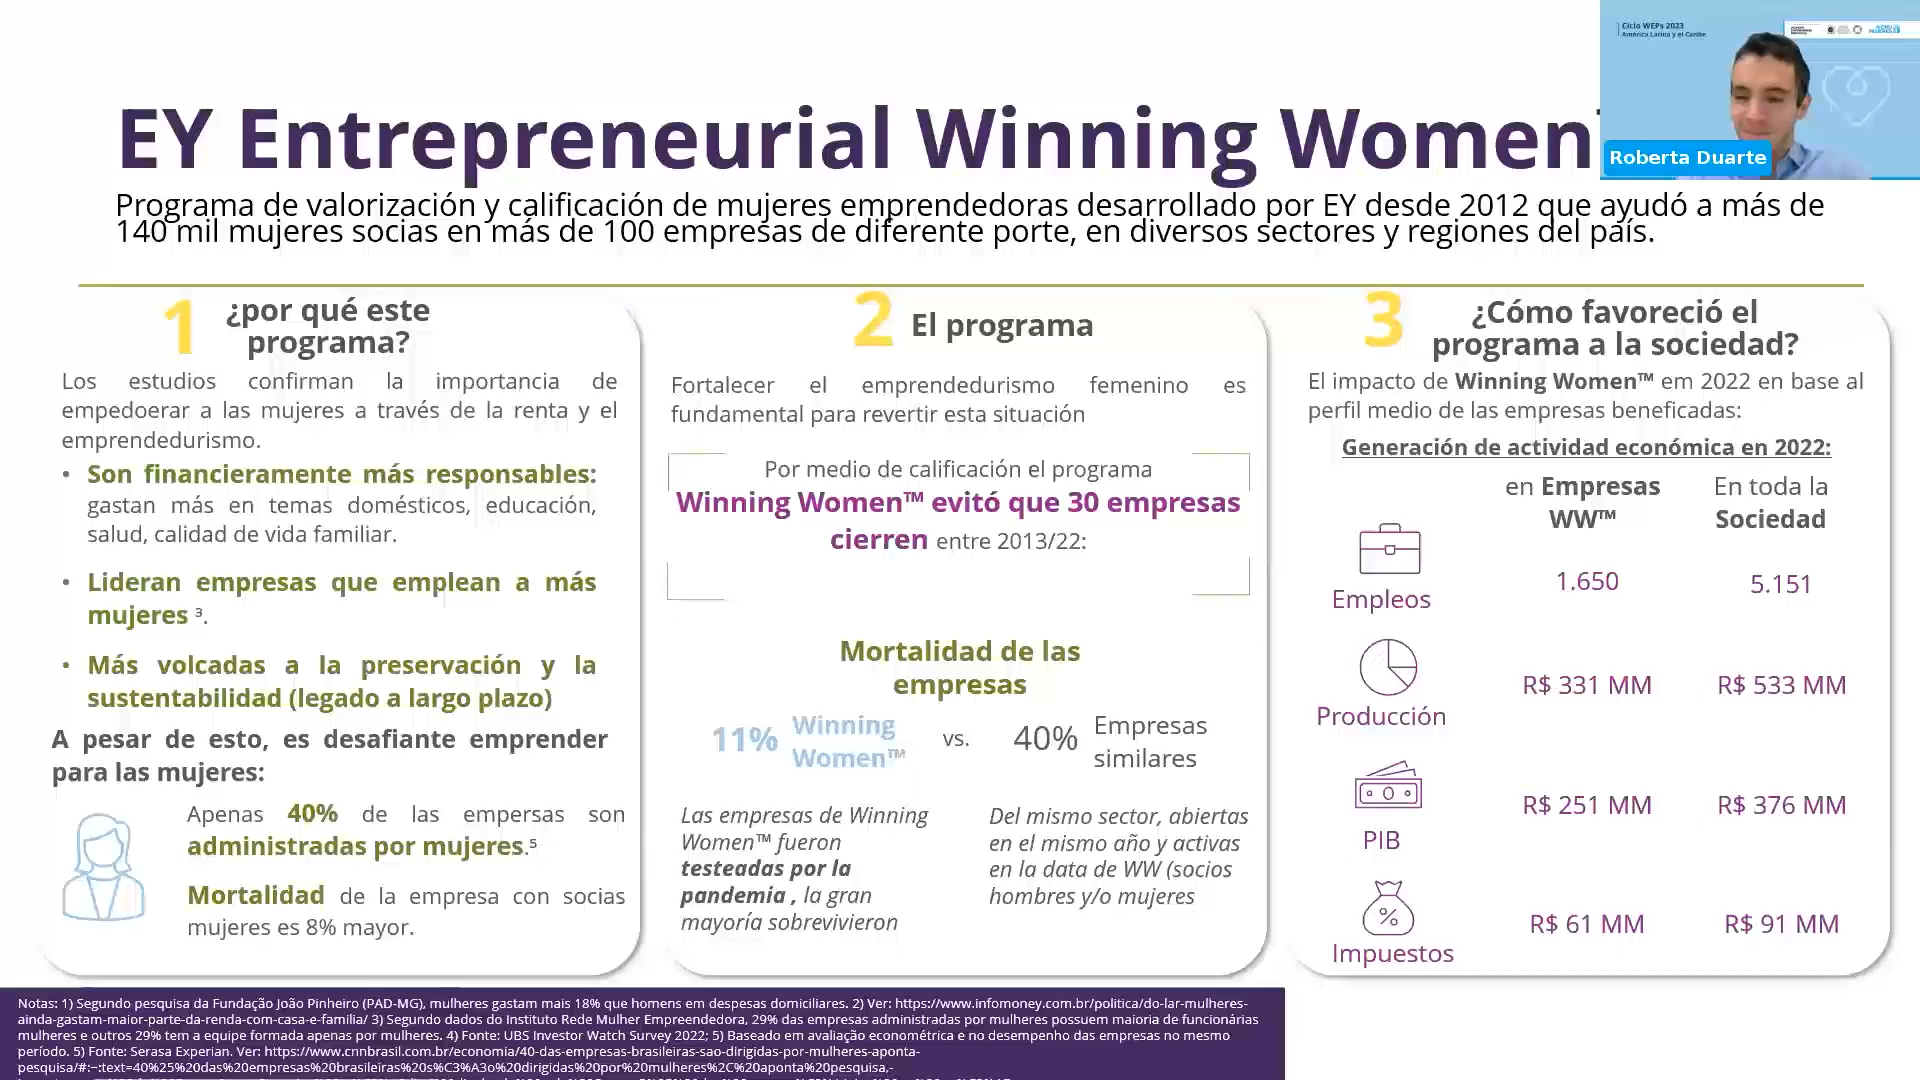 Ciclo WEPs 2023
América Latina y el Caribe
EY Entrepreneurial Winning Women
Roberta Duarte
Programa de valorización y calificación de mujeres emprendedoras desarrollado por EY desde 2012 que ayudó a más de
140 mil mujeres socias en más de 100 empresas de diferente porte, en diversos sectores y regiones del país.
1 ¿por qué este
programa?
Los estudios confirman la importancia de
empedoerar a las mujeres a través de la renta y el
emprendedurismo.
• Son financieramente más responsables:
gastan más en temas domésticos, educación,
salud, calidad de vida familiar.
• Lideran empresas que emplean a más
mujeres ³.
• Más volcadas a la preservación y la
sustentabilidad (legado a largo plazo)
A pesar de esto, es desafiante emprender
para las mujeres:
Apenas 40% de las empersas son
administradas por mujeres.⁵
Mortalidad de la empresa con socias
mujeres es 8% mayor.
2 El programa
Fortalecer el emprendedurismo femenino es
fundamental para revertir esta situación
Por medio de calificación el programa
Winning Women™ evitó que 30 empresas
cierren entre 2013/22:
Mortalidad de las
empresas
11% Winning
Women™
vs.
40% Empresas
similares
Las empresas de Winning
Women™ fueron
testeadas por la
pandemia , la gran
mayoría sobrevivieron
Del mismo sector, abiertas
en el mismo año y activas
en la data de WW (socios
hombres y/o mujeres
3 ¿Cómo favoreció el
programa a la sociedad?
El impacto de Winning Women™ em 2022 en base al
perfil medio de las empresas beneficadas:
Generación de actividad económica en 2022:
en Empresas
WW™
En toda la
Sociedad
Empleos 1.650 5.151
Producción R$ 331 MM R$ 533 MM
PIB R$ 251 MM R$ 376 MM
%
Impuestos R$ 61 MM R$ 91 MM
Notas: 1) Segundo pesquisa da Fundação João Pinheiro (PAD-MG), mulheres gastam mais 18% que homens em despesas domiciliares. 2) Ver: https://www.infomoney.com.br/politica/do-lar-mulheres-
ainda-gastam-maior-parte-da-renda-com-casa-e-familia/ 3) Segundo dados do Instituto Rede Mulher Empreendedora, 29% das empresas administradas por mulheres possuem maioria de funcionárias
mulheres e outros 29% tem a equipe formada apenas por mulheres. 4) Fonte: UBS Investor Watch Survey 2022; 5) Baseado em avaliação econométrica e no desempenho das empresas no mesmo
período. 5) Fonte: Serasa Experian. Ver: https://www.cnnbrasil.com.br/economia/40-das-empresas-brasileiras-sao-dirigidas-por-mulheres-aponta-
pesquisa/#:~:text=40%25%20das%20empresas%20brasileiras%20s%C3%A3o%20dirigidas%20por%20mulheres%2C%20aponta%20pesquisa,-